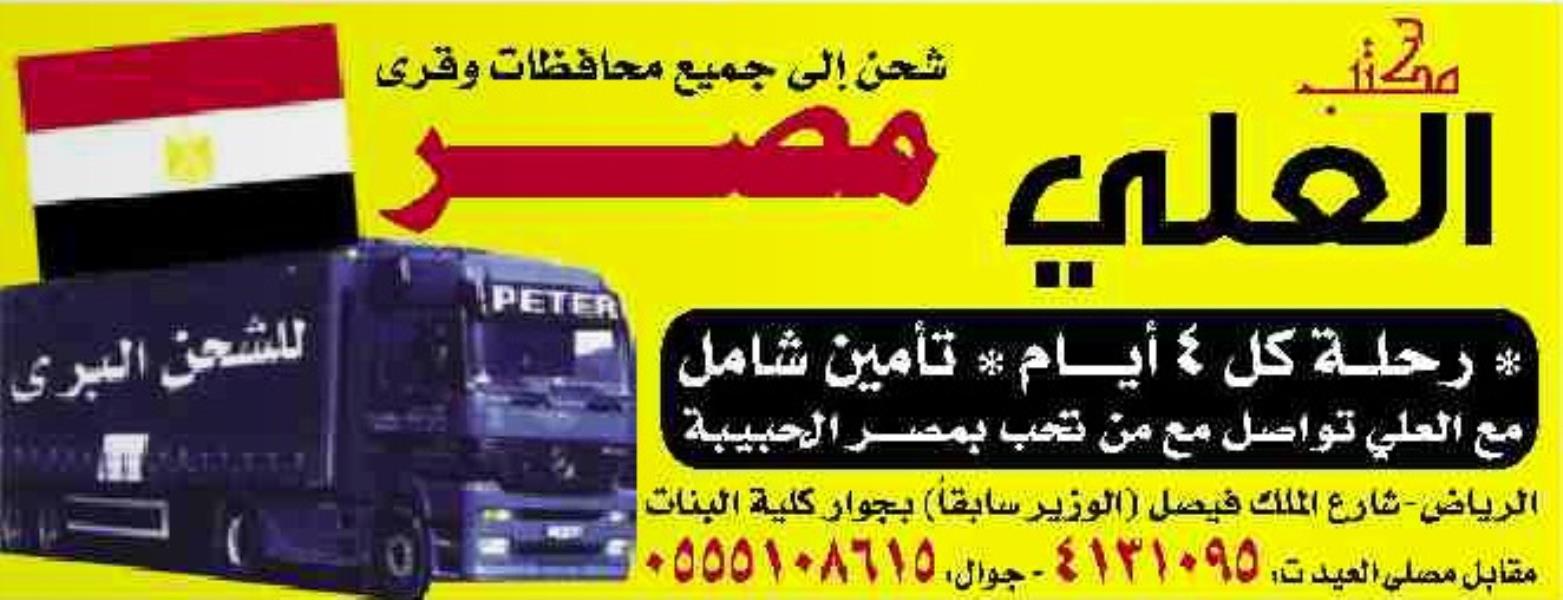 مكتب
العلي
شحن إلى جميع محافظات وقرى
مصر
* رحلة كل ٤ أيام * تأمين شامل
مع العلي تواصل مع من تحب بمصر الحبيبة
الرياض-شارع الملك فيصل (الوزير سابقاً) بجوار كلية البنات
مقابل مصلى العيد ت: ٤١٣١٠٩٥ - جوال: ٠٥٥٥١٠٨٦١٥
PETER
للشحن البرى